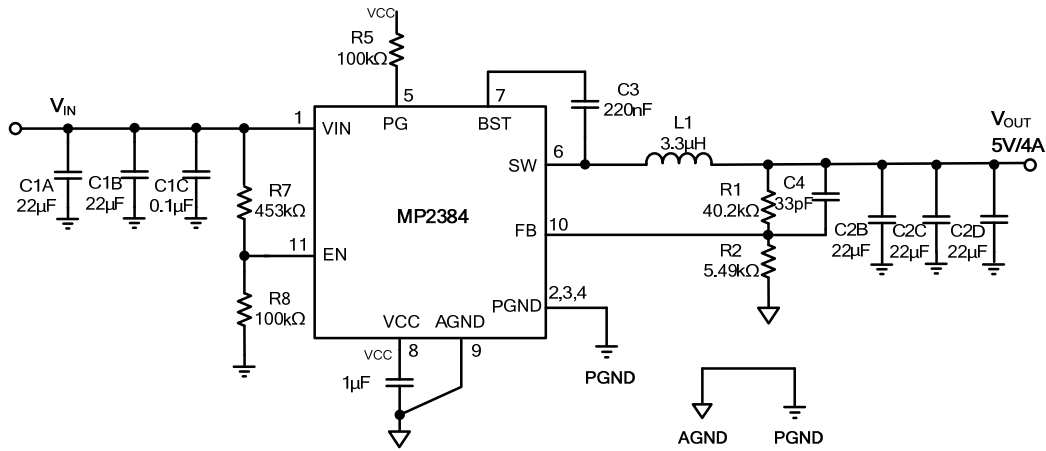 VCC
R5
100kΩ
5
7
C3
220nF
VIN
1
VIN
PG
BST
L1
3.3µH
VOUT
5V/4A
6
SW
C1A
22µF
C1B
22µF
C1C
0.1µF
R7
453kΩ
MP2384
R1
40.2kΩ
C4
33pF
FB
10
C2B
22µF
C2C
22µF
C2D
22µF
11
EN
R2
5.49kΩ
R8
100kΩ
PGND
2,3,4
VCC
AGND
VCC
8
9
1µF
PGND
AGND
PGND